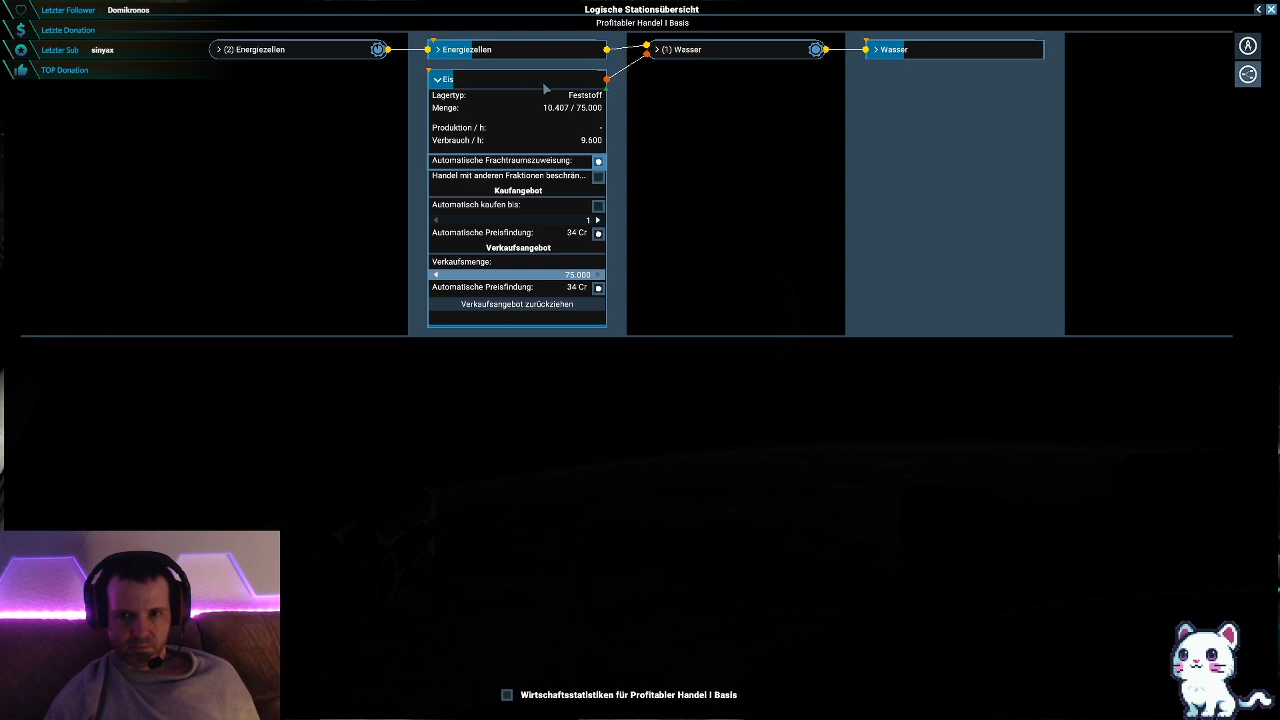 Letzter Follower Domikronos
Letzte Donation
Letzter Sub sinyax
TOP Donation
Logische Stationsübersicht
Profitabler Handel I Basis
(2) Energiezellen
Energiezellen
(1) Wasser
Wasser
Eis
Lagertyp: Feststoff
Menge: 10.407 / 75.000
Produktion / h: -
Verbrauch / h: 9.600
Automatische Frachtraumszuweisung:
Handel mit anderen Fraktionen beschrän...
Kaufangebot
Automatisch kaufen bis:
1
Automatische Preisfindung: 34 Cr
Verkaufsangebot
Verkaufsmenge:
75.000
Automatische Preisfindung: 34 Cr
Verkaufsangebot zurückziehen
Wirtschaftsstatistiken für Profitabler Handel I Basis